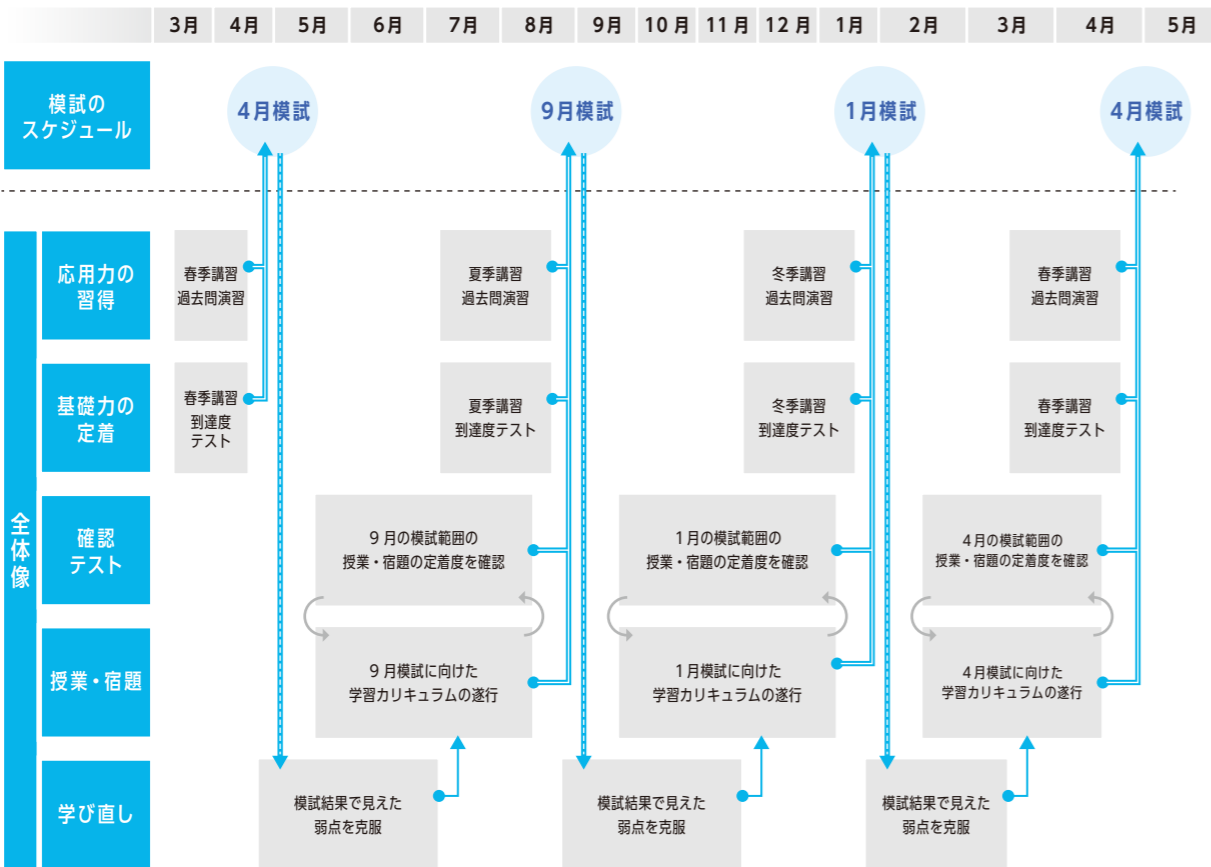 3月 4月 5月 6月 7月 8月 9月 10月 11月 12月 1月 2月 3月 4月 5月
模試の
スケジュール
4月模試
9月模試
1月模試
4月模試
全体像
応用力の
習得
春季講習
過去問演習
夏季講習
過去問演習
冬季講習
過去問演習
春季講習
過去問演習
基礎力の
定着
春季講習
到達度
テスト
夏季講習
到達度テスト
冬季講習
到達度テスト
春季講習
到達度テスト
確認
テスト
9月の模試範囲の
授業・宿題の定着度を確認
1月の模試範囲の
授業・宿題の定着度を確認
4月の模試範囲の
授業・宿題の定着度を確認
授業・宿題
9月模試に向けた
学習カリキュラムの遂行
1月模試に向けた
学習カリキュラムの遂行
4月模試に向けた
学習カリキュラムの遂行
学び直し
模試結果で見えた
弱点を克服
模試結果で見えた
弱点を克服
模試結果で見えた
弱点を克服